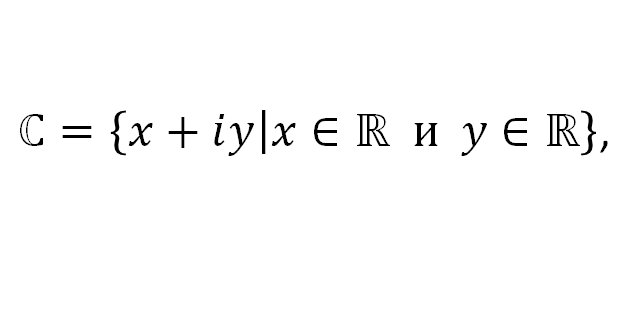 ℂ = {x + iy|x ∈ ℝ и y ∈ ℝ},